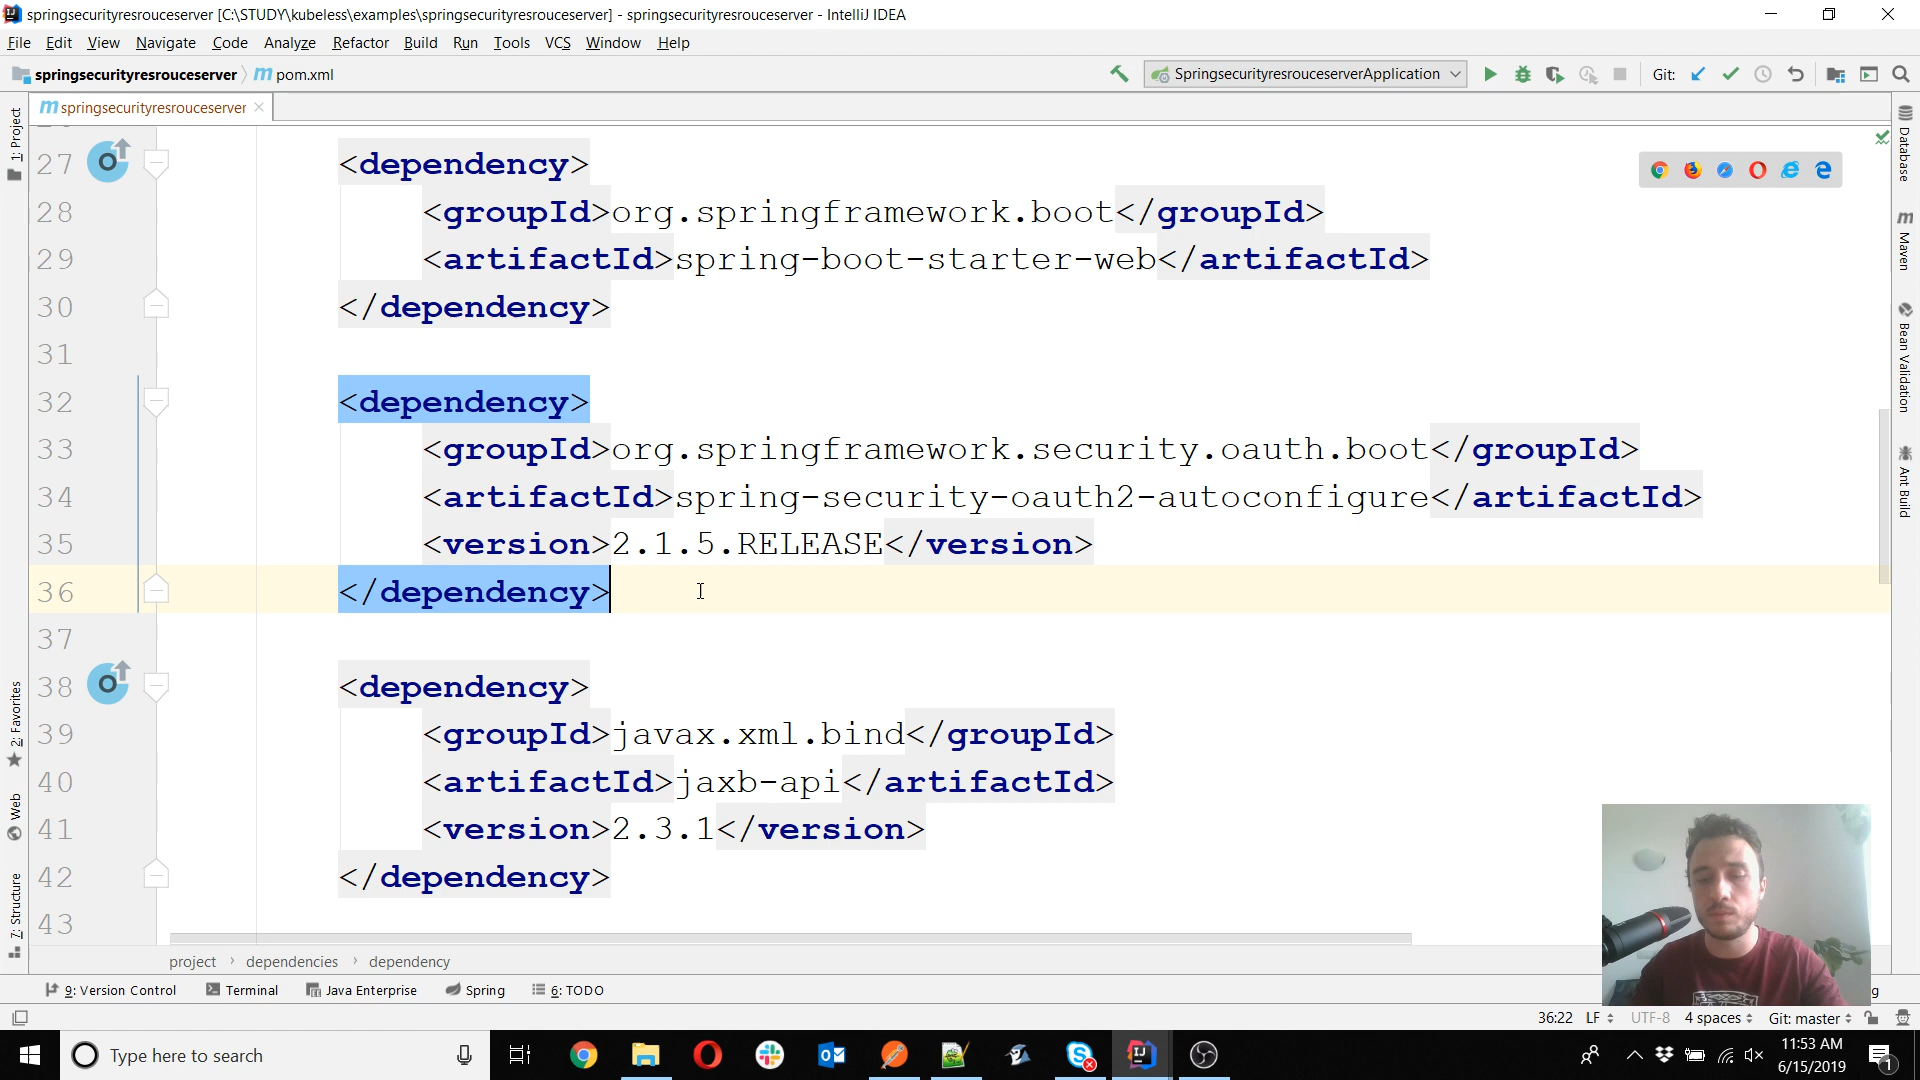 springsecurityresrouceserver [C:\STUDY\kubeless\examples\springsecurityresrouceserver] - springsecurityresrouceserver - IntelliJ IDEA
File Edit View Navigate Code Analyze Refactor Build Run Tools VCS Window Help
springsecurityresrouceserver pom.xml SpringsecurityresrouceserverApplication Git:
springsecurityresrouceserver
1: Project
2: Favorites
Web
7: Structure
27 <dependency>
28 <groupId>org.springframework.boot</groupId>
29 <artifactId>spring-boot-starter-web</artifactId>
30 </dependency>
31
32 <dependency>
33 <groupId>org.springframework.security.oauth.boot</groupId>
34 <artifactId>spring-security-oauth2-autoconfigure</artifactId>
35 <version>2.1.5.RELEASE</version>
36 </dependency>
37
38 <dependency>
39 <groupId>javax.xml.bind</groupId>
40 <artifactId>jaxb-api</artifactId>
41 <version>2.3.1</version>
42 </dependency>
43
Database
Maven
Bean Validation
Ant Build
project › dependencies › dependency
9: Version Control Terminal Java Enterprise Spring 6: TODO
36:22 LF UTF-8 4 spaces Git: master
Type here to search
11:53 AM
6/15/2019
1